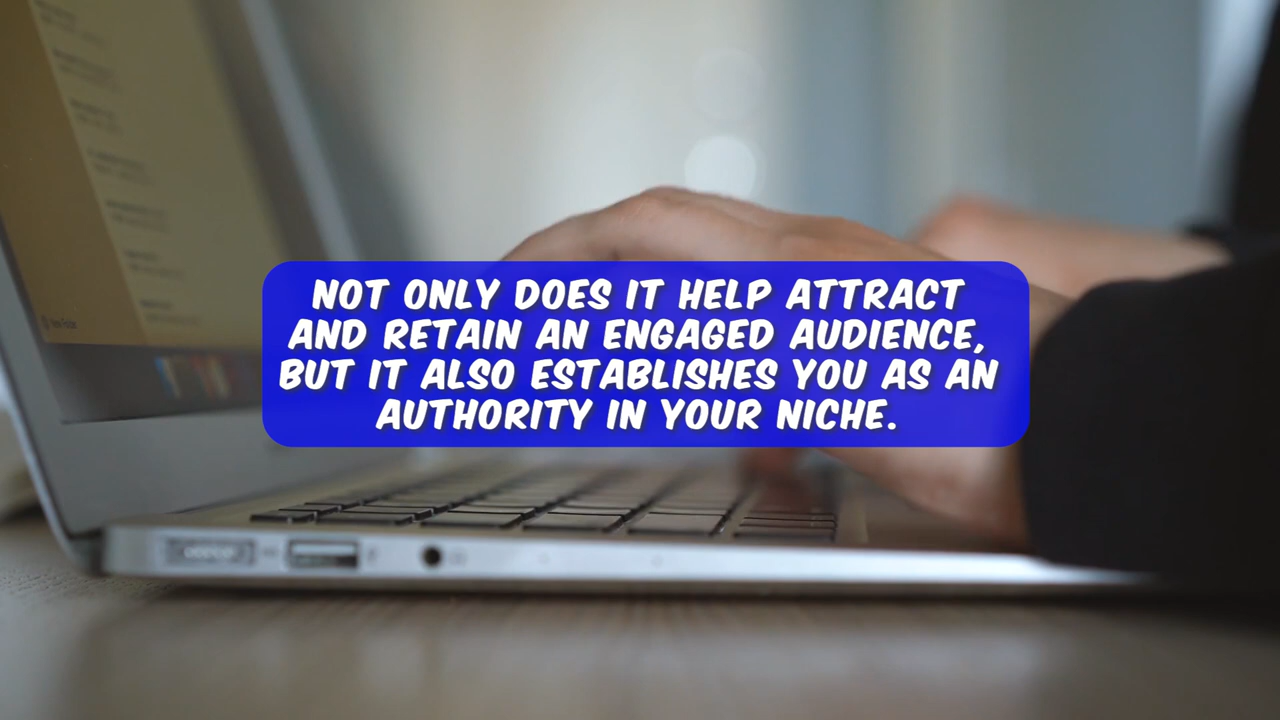 NOT ONLY DOES IT HELP ATTRACT
AND RETAIN AN ENGAGED AUDIENCE,
BUT IT ALSO ESTABLISHES YOU AS AN
AUTHORITY IN YOUR NICHE.